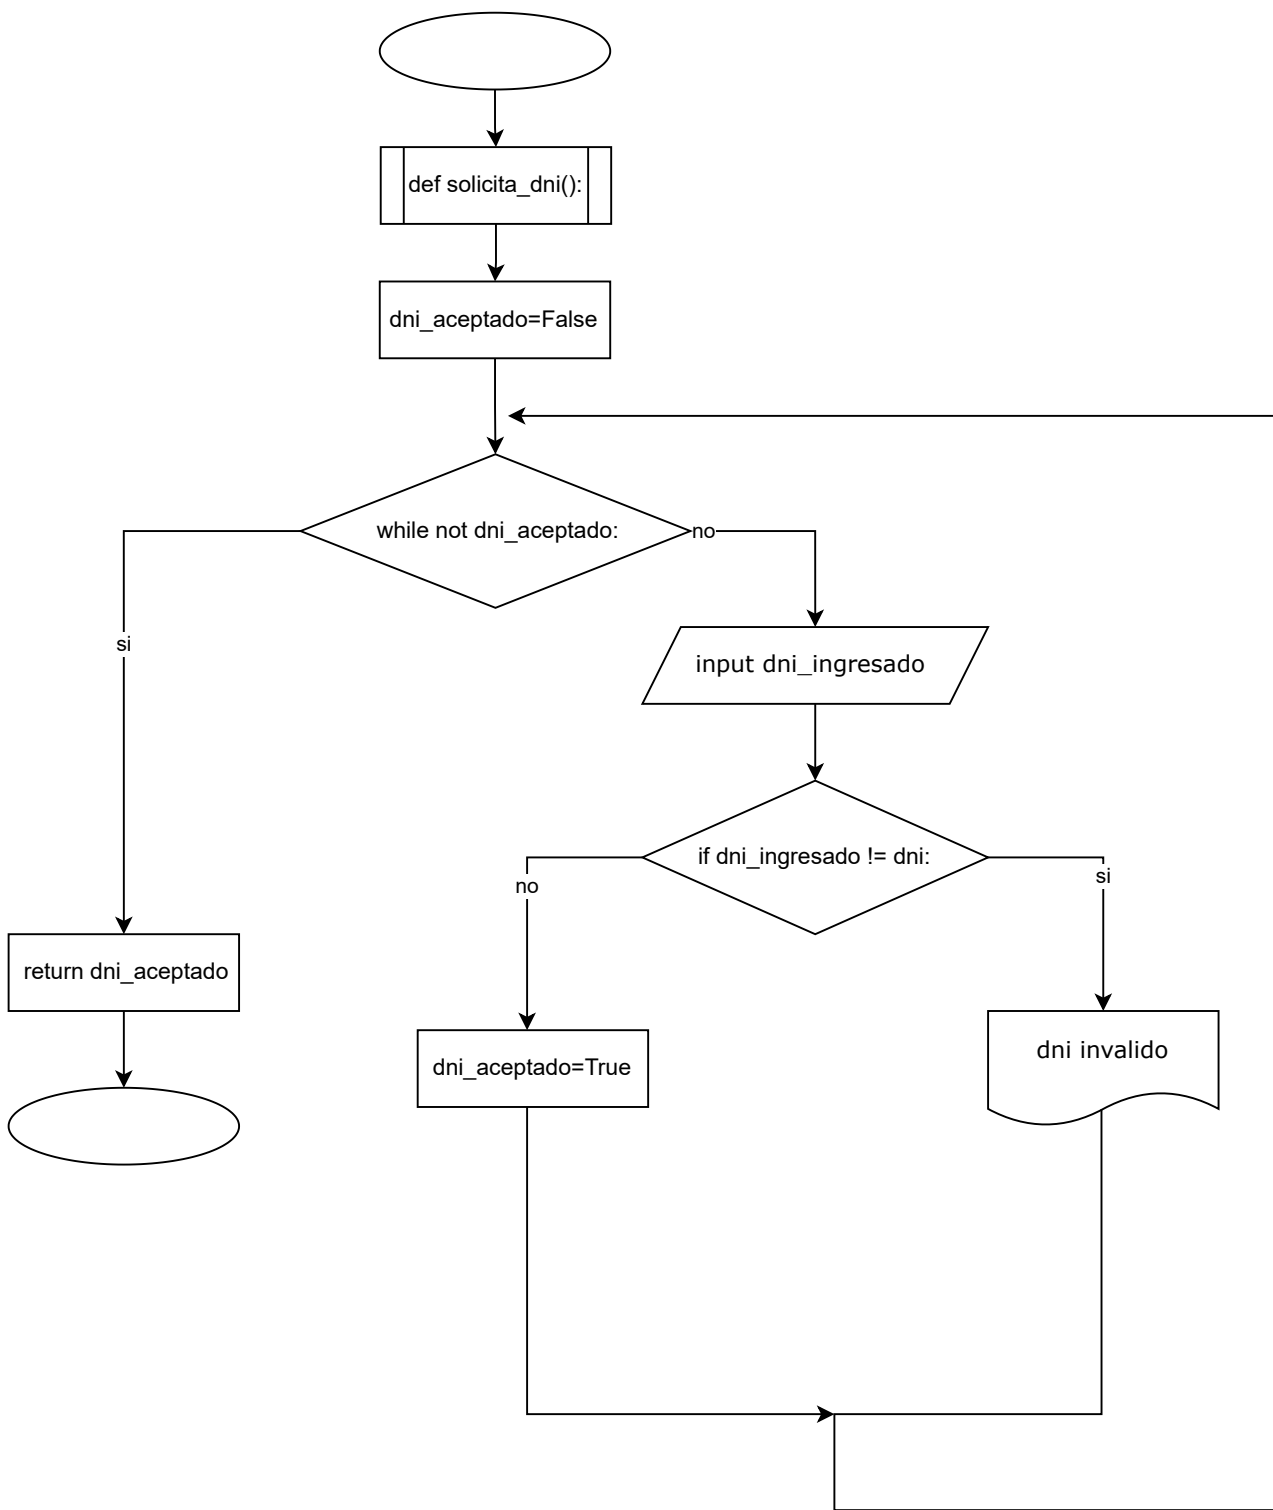 def solicita_dni():
dni_aceptado=False
while not dni_aceptado:
no
si
input dni_ingresado
if dni_ingresado != dni:
no
si
return dni_aceptado
dni_aceptado=True
dni invalido